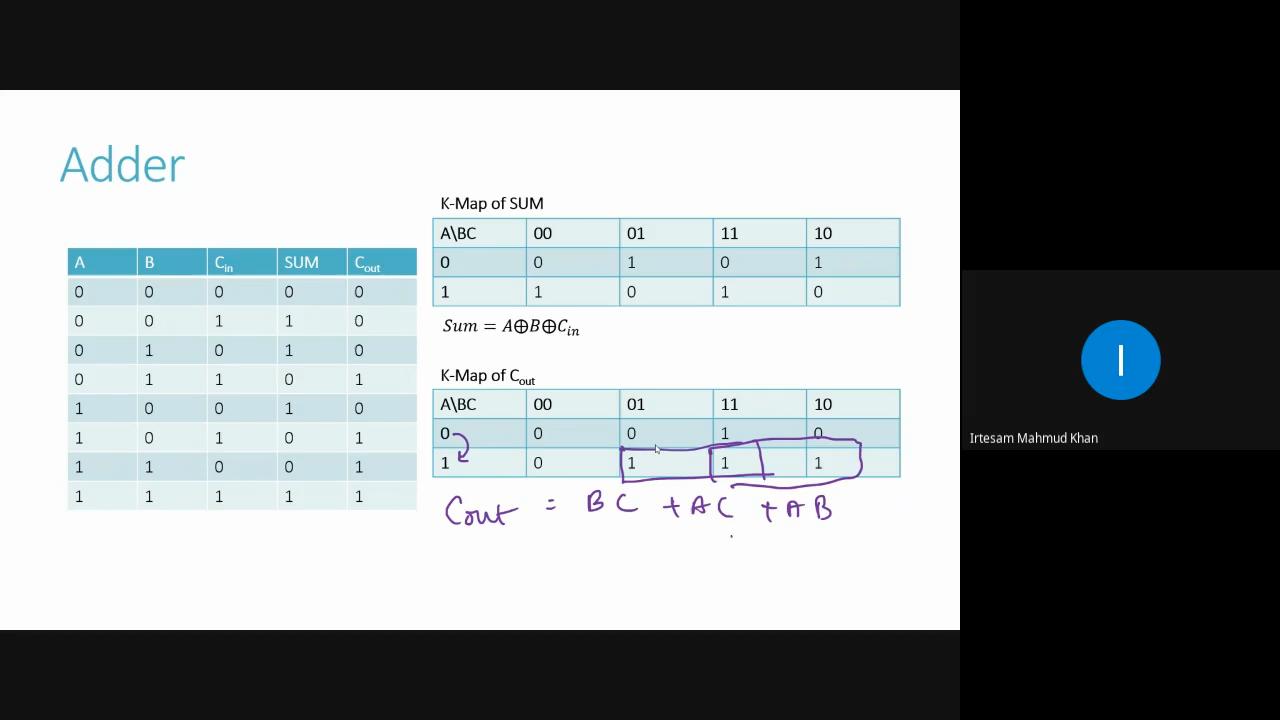 Adder
A B Cin SUM Cout
0 0 0 0 0
0 0 1 1 0
0 1 0 1 0
0 1 1 0 1
1 0 0 1 0
1 0 1 0 1
1 1 0 0 1
1 1 1 1 1
K-Map of SUM
A\BC 00 01 11 10
0 0 1 0 1
1 1 0 1 0
Sum = A⊕B⊕Cin
K-Map of Cout
A\BC 00 01 11 10
0 0 0 1 0
1 0 1 1 1
Cout = BC + AC + AB
I
Irtesam Mahmud Khan